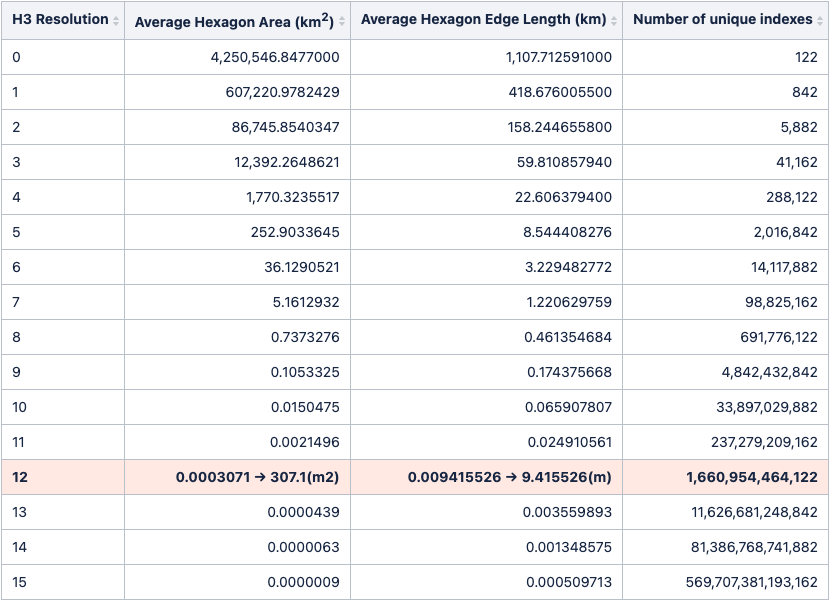 H3 Resolution Average Hexagon Area (km2) Average Hexagon Edge Length (km) Number of unique indexes
0 4,250,546.8477000 1,107.712591000 122
1 607,220.9782429 418.676005500 842
2 86,745.8540347 158.244655800 5,882
3 12,392.2648621 59.810857940 41,162
4 1,770.3235517 22.606379400 288,122
5 252.9033645 8.544408276 2,016,842
6 36.1290521 3.229482772 14,117,882
7 5.1612932 1.220629759 98,825,162
8 0.7373276 0.461354684 691,776,122
9 0.1053325 0.174375668 4,842,432,842
10 0.0150475 0.065907807 33,897,029,882
11 0.0021496 0.024910561 237,279,209,162
12 0.0003071 → 307.1(m2) 0.009415526 → 9.415526(m) 1,660,954,464,122
13 0.0000439 0.003559893 11,626,681,248,842
14 0.0000063 0.001348575 81,386,768,741,882
15 0.0000009 0.000509713 569,707,381,193,162